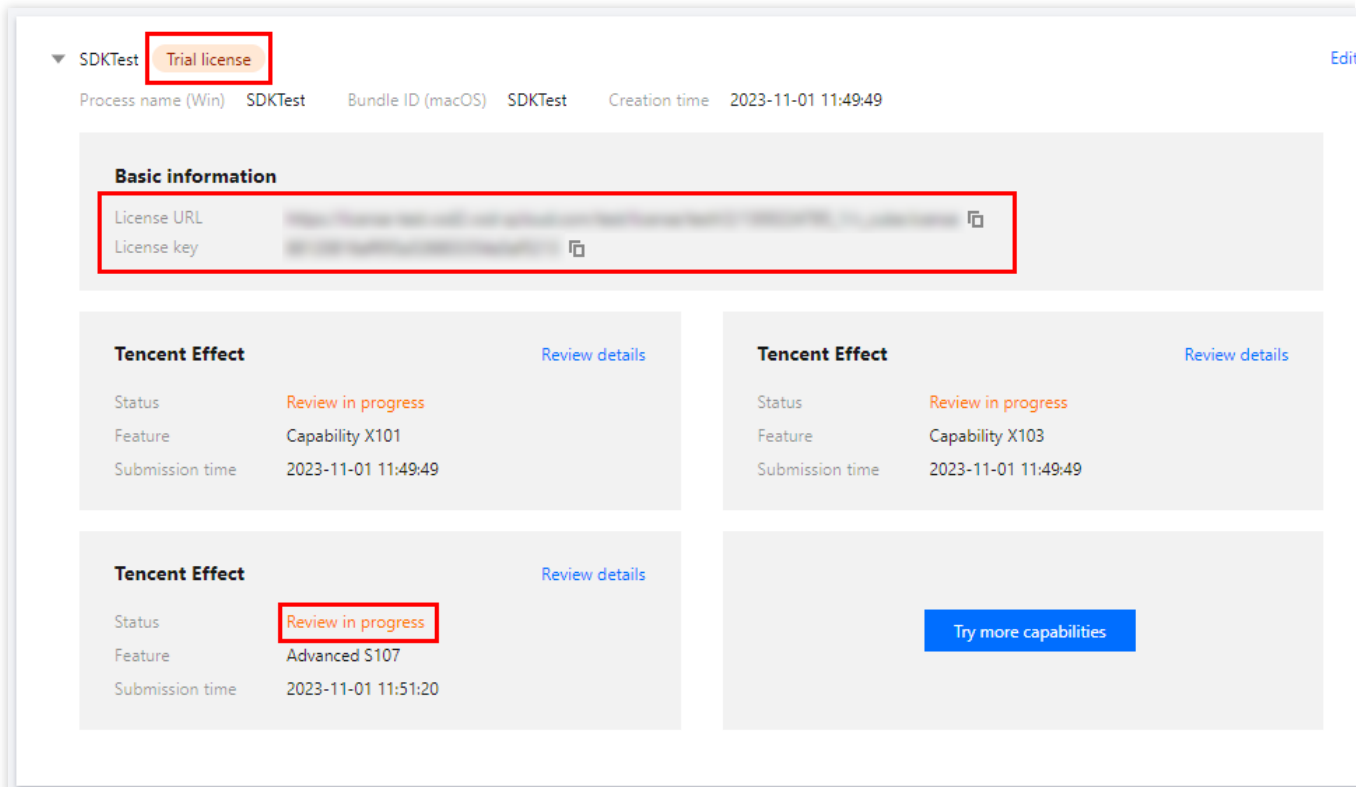 SDKTest Trial license Edit
Process name (Win) SDKTest Bundle ID (macOS) SDKTest Creation time 2023-11-01 11:49:49
Basic information
License URL
License key
Tencent Effect Review details
Status Review in progress
Feature Capability X101
Submission time 2023-11-01 11:49:49
Tencent Effect Review details
Status Review in progress
Feature Capability X103
Submission time 2023-11-01 11:49:49
Tencent Effect Review details
Status Review in progress
Feature Advanced S107
Submission time 2023-11-01 11:51:20
Try more capabilities